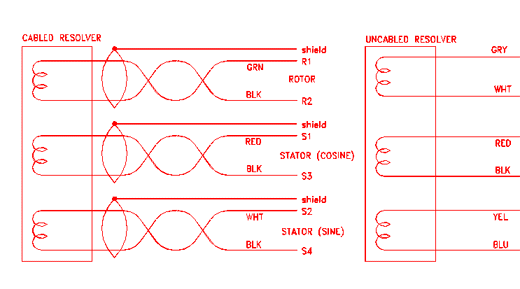 CABLED RESOLVER
shield
R1
GRN
ROTOR
BLK
R2
shield
S1
RED
STATOR (COSINE)
BLK
S3
shield
S2
WHT
STATOR (SINE)
BLK
S4
UNCABLED RESOLVER
GRY
WHT
RED
BLK
YEL
BLU